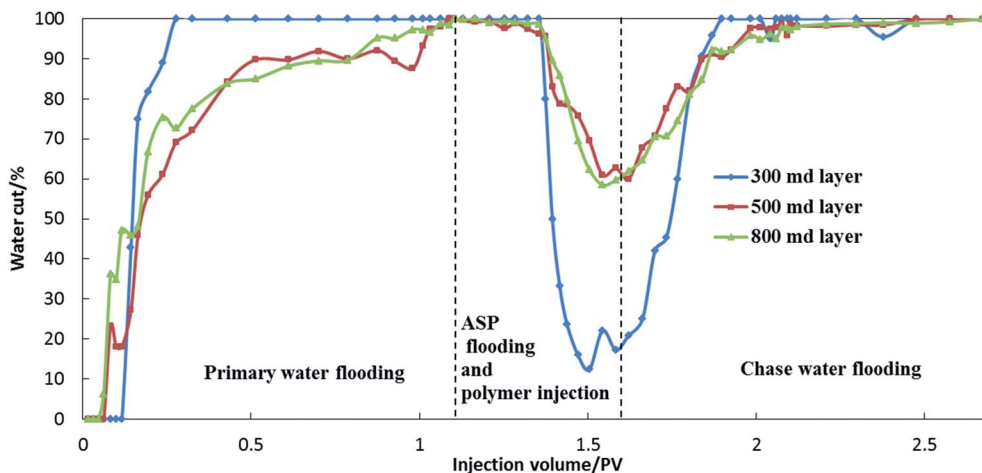 100
90
80
70
60
50
40
30
20
10
0
Water cut/%
300 md layer
500 md layer
800 md layer
ASP
flooding
and
polymer injection
Primary water flooding
Chase water flooding
0
0.5
1
1.5
2
2.5
Injection volume/PV